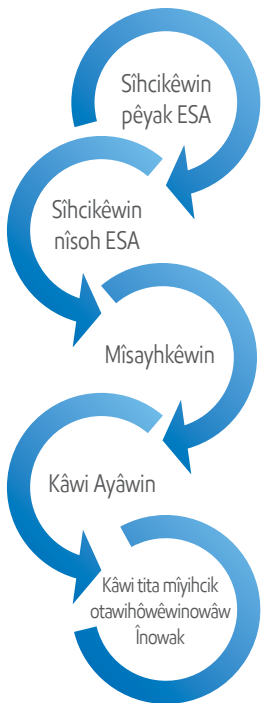 Sîhcikêwin
pêyak ESA
Sîhcikêwin
nîsoh ESA
Mîsayhkêwin
Kâwi Ayâwin
Kâwi tita mîyihcik
otawihôwêwinowâw
Înowak